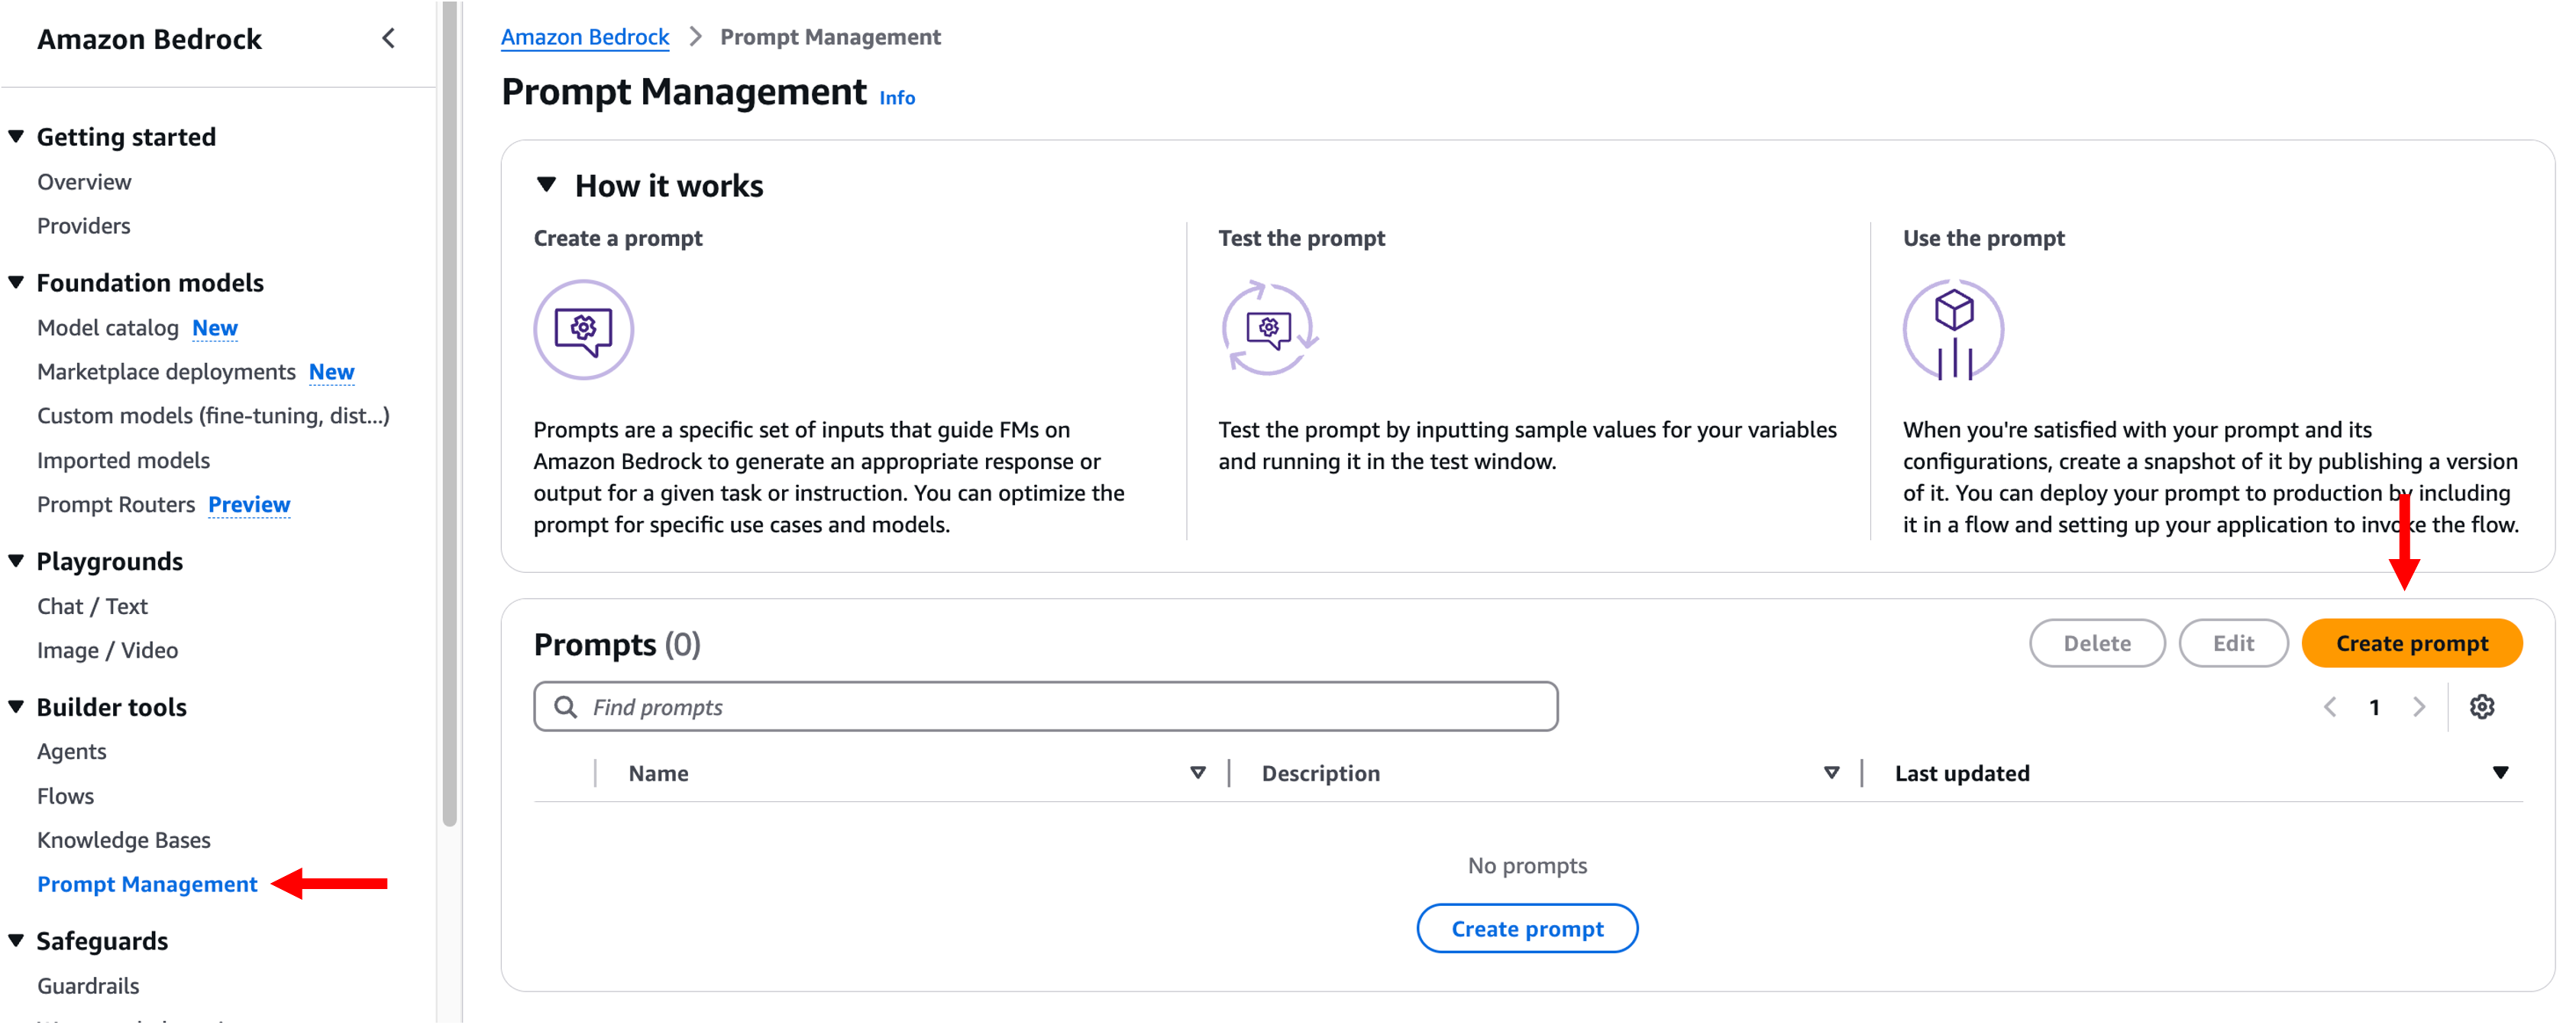 Amazon Bedrock
Getting started
Overview
Providers
Foundation models
Model catalog New
Marketplace deployments New
Custom models (fine-tuning, dist...)
Imported models
Prompt Routers Preview
Playgrounds
Chat / Text
Image / Video
Builder tools
Agents
Flows
Knowledge Bases
Prompt Management
Safeguards
Guardrails
Amazon Bedrock > Prompt Management
Prompt Management Info
How it works
Create a prompt
Prompts are a specific set of inputs that guide FMs on
Amazon Bedrock to generate an appropriate response or
output for a given task or instruction. You can optimize the
prompt for specific use cases and models.
Test the prompt
Test the prompt by inputting sample values for your variables
and running it in the test window.
Use the prompt
When you're satisfied with your prompt and its
configurations, create a snapshot of it by publishing a version
of it. You can deploy your prompt to production by including
it in a flow and setting up your application to invoke the flow.
Prompts (0)
Delete Edit Create prompt
Find prompts
1
Name Description Last updated
No prompts
Create prompt